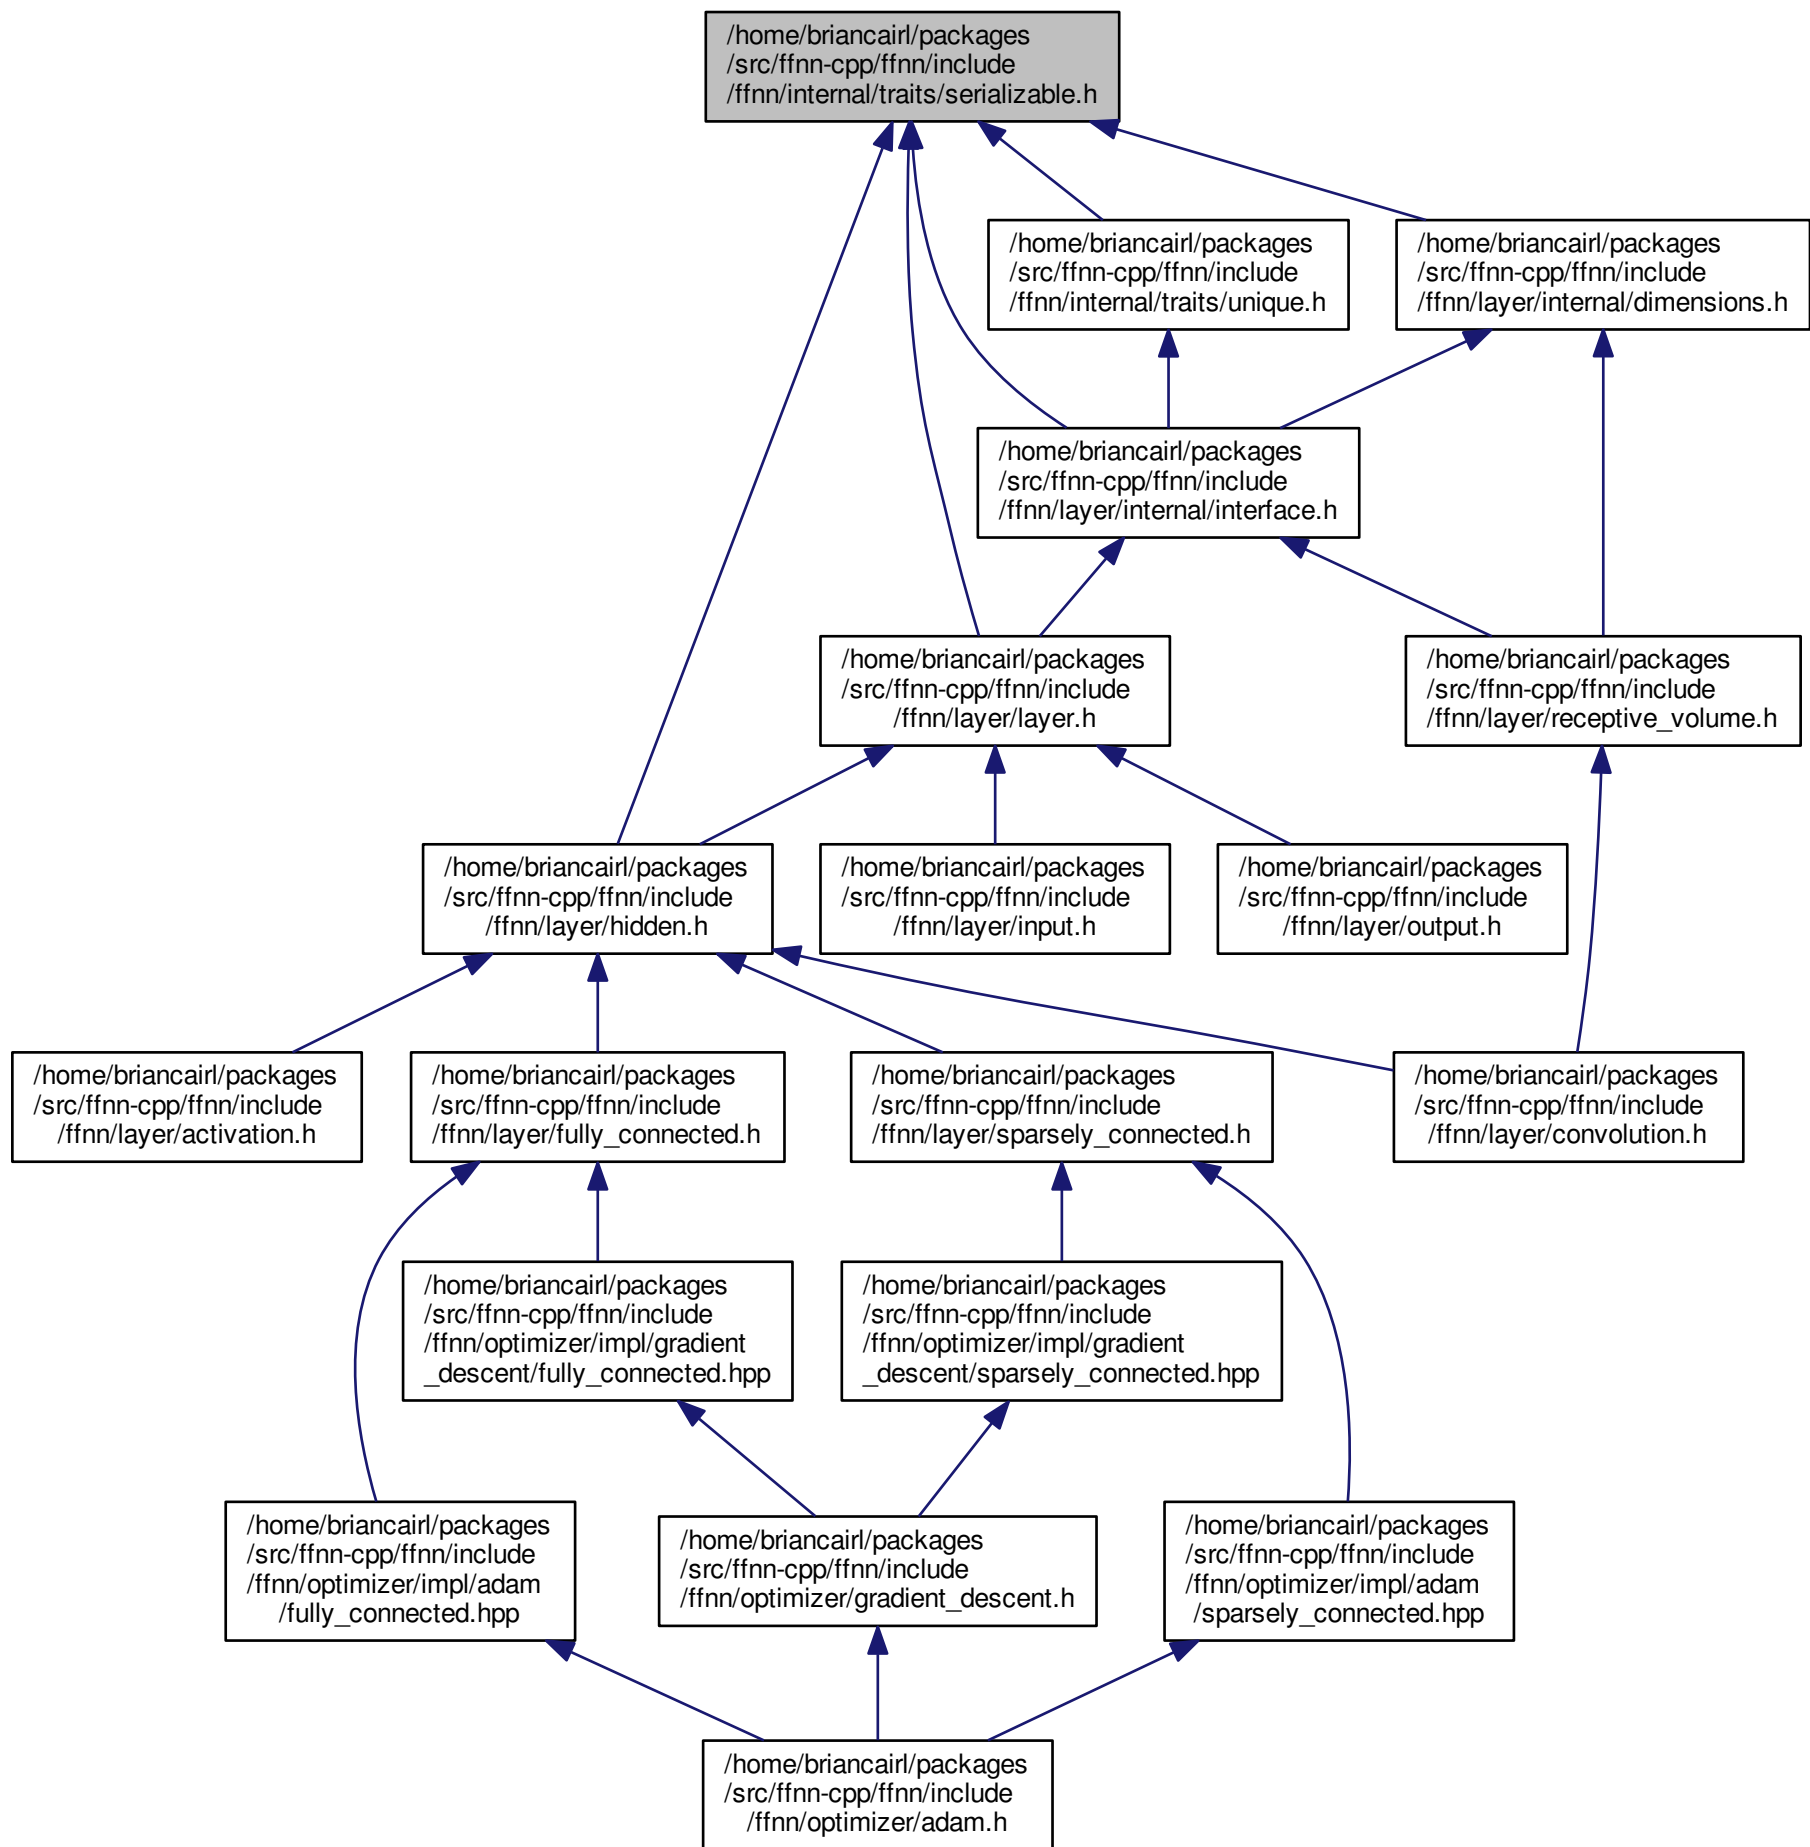 /home/briancairl/packages
/src/ffnn-cpp/ffnn/include
/ffnn/internal/traits/serializable.h
/home/briancairl/packages
/src/ffnn-cpp/ffnn/include
/ffnn/internal/traits/unique.h
/home/briancairl/packages
/src/ffnn-cpp/ffnn/include
/ffnn/layer/internal/dimensions.h
/home/briancairl/packages
/src/ffnn-cpp/ffnn/include
/ffnn/layer/internal/interface.h
/home/briancairl/packages
/src/ffnn-cpp/ffnn/include
/ffnn/layer/layer.h
/home/briancairl/packages
/src/ffnn-cpp/ffnn/include
/ffnn/layer/receptive_volume.h
/home/briancairl/packages
/src/ffnn-cpp/ffnn/include
/ffnn/layer/hidden.h
/home/briancairl/packages
/src/ffnn-cpp/ffnn/include
/ffnn/layer/input.h
/home/briancairl/packages
/src/ffnn-cpp/ffnn/include
/ffnn/layer/output.h
/home/briancairl/packages
/src/ffnn-cpp/ffnn/include
/ffnn/layer/activation.h
/home/briancairl/packages
/src/ffnn-cpp/ffnn/include
/ffnn/layer/fully_connected.h
/home/briancairl/packages
/src/ffnn-cpp/ffnn/include
/ffnn/layer/sparsely_connected.h
/home/briancairl/packages
/src/ffnn-cpp/ffnn/include
/ffnn/layer/convolution.h
/home/briancairl/packages
/src/ffnn-cpp/ffnn/include
/ffnn/optimizer/impl/gradient
_descent/fully_connected.hpp
/home/briancairl/packages
/src/ffnn-cpp/ffnn/include
/ffnn/optimizer/impl/gradient
_descent/sparsely_connected.hpp
/home/briancairl/packages
/src/ffnn-cpp/ffnn/include
/ffnn/optimizer/impl/adam
/fully_connected.hpp
/home/briancairl/packages
/src/ffnn-cpp/ffnn/include
/ffnn/optimizer/gradient_descent.h
/home/briancairl/packages
/src/ffnn-cpp/ffnn/include
/ffnn/optimizer/impl/adam
/sparsely_connected.hpp
/home/briancairl/packages
/src/ffnn-cpp/ffnn/include
/ffnn/optimizer/adam.h